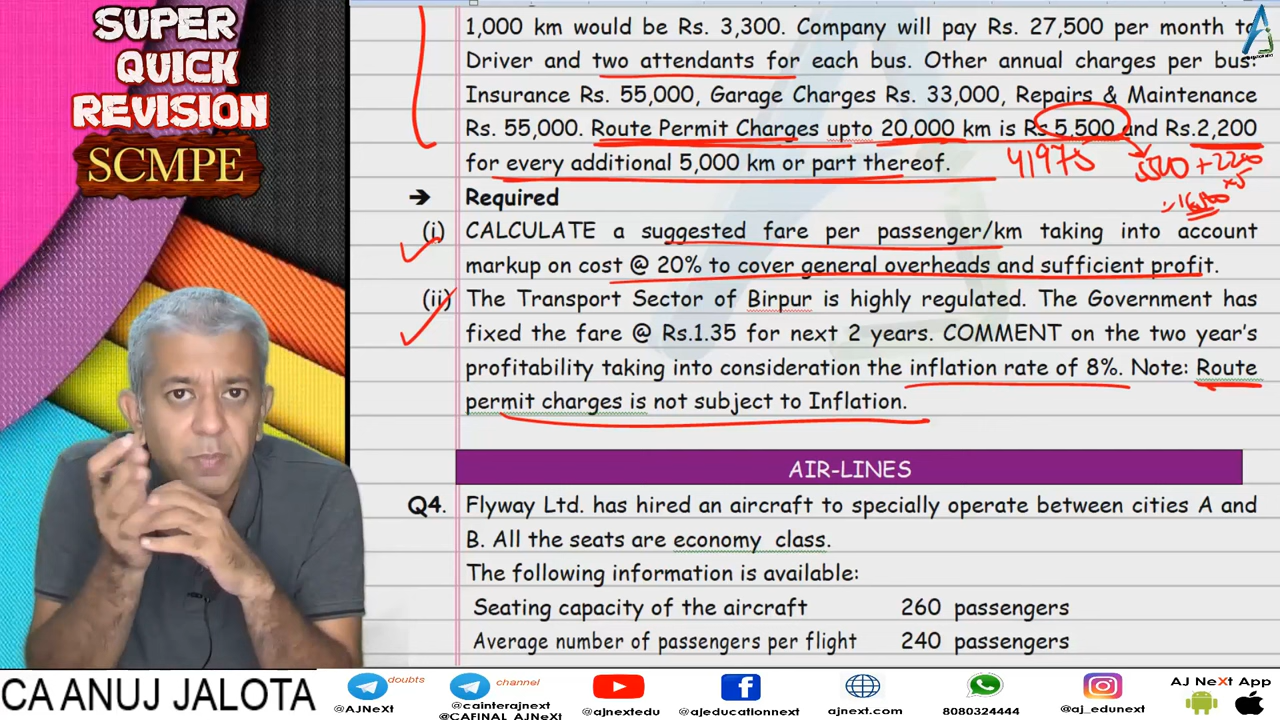 SUPER
QUICK
REVISION
SCMPE
1,000 km would be Rs. 3,300. Company will pay Rs. 27,500 per month to
Driver and two attendants for each bus. Other annual charges per bus:
Insurance Rs. 55,000, Garage Charges Rs. 33,000, Repairs & Maintenance
Rs. 55,000. Route Permit Charges upto 20,000 km is Rs 5,500 and Rs.2,200
for every additional 5,000 km or part thereof.
41975
5500 + 2200
×5
Required
(i) CALCULATE a suggested fare per passenger/km taking into account
markup on cost @ 20% to cover general overheads and sufficient profit.
(ii) The Transport Sector of Birpur is highly regulated. The Government has
fixed the fare @ Rs.1.35 for next 2 years. COMMENT on the two year's
profitability taking into consideration the inflation rate of 8%. Note: Route
permit charges is not subject to Inflation.
AIR-LINES
Q4. Flyway Ltd. has hired an aircraft to specially operate between cities A and
B. All the seats are economy class.
The following information is available:
Seating capacity of the aircraft 260 passengers
Average number of passengers per flight 240 passengers
CA ANUJ JALOTA
doubts
@AJNeXt
channel
@cainterajnext
@CAFINAL_AJNeXt
@ajnextedu
@ajeducationnext
ajnext.com
8080324444
@aj_edunext
AJ NeXt App